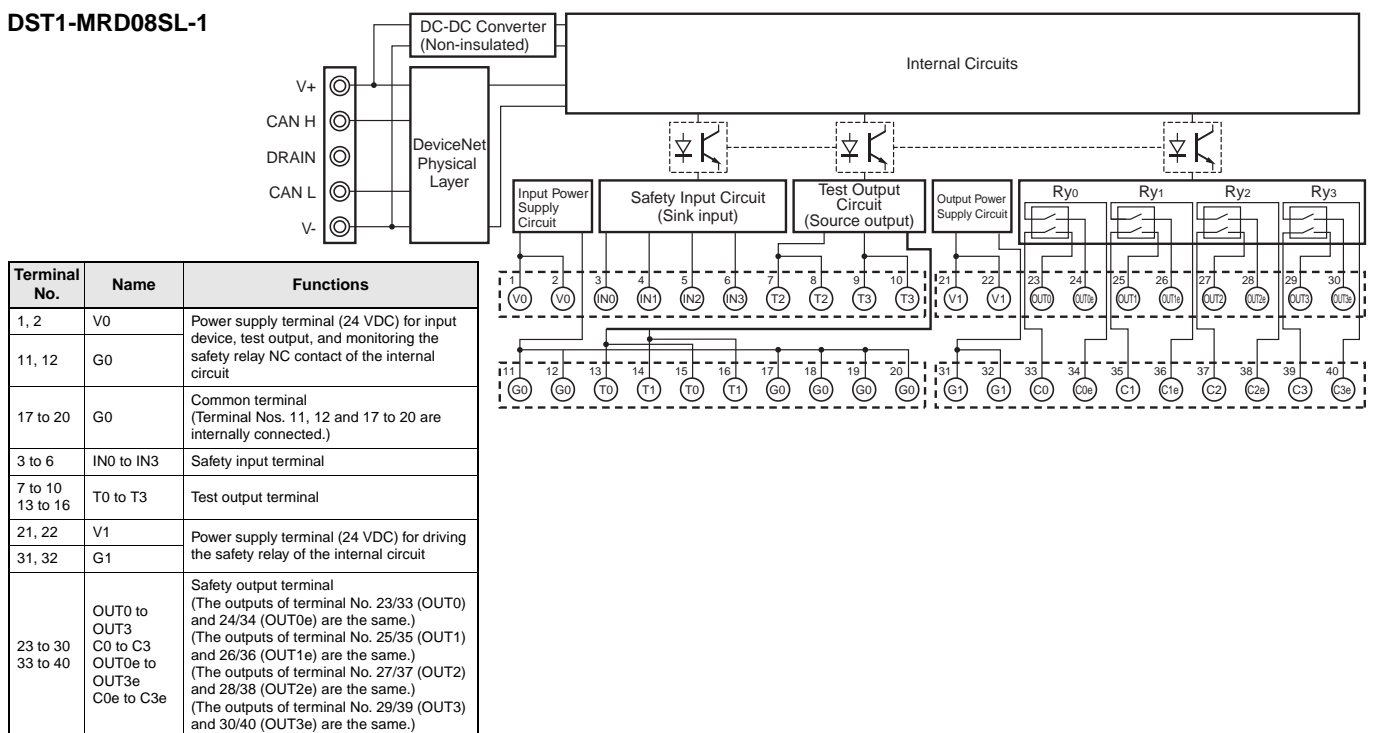 DST1-MRD08SL-1
DC-DC Converter
(Non-insulated)
Internal Circuits
V+
CAN H
DRAIN
CAN L
V-
DeviceNet
Physical
Layer
Input Power
Supply
Circuit
Safety Input Circuit
(Sink input)
Test Output
Circuit
(Source output)
Output Power
Supply Circuit
Ry0 Ry1 Ry2 Ry3
1 2 3 4 5 6 7 8 9 10
V0 V0 IN0 IN1 IN2 IN3 T2 T2 T3 T3
21 22 23 24 25 26 27 28 29 30
V1 V1 OUT0 OUT0e OUT1 OUT1e OUT2 OUT2e OUT3 OUT3e
11 12 13 14 15 16 17 18 19 20
G0 G0 T0 T1 T0 T1 G0 G0 G0 G0
31 32 33 34 35 36 37 38 39 40
G1 G1 C0 C0e C1 C1e C2 C2e C3 C3e
Terminal
No.
Name
Functions
1, 2
V0
11, 12
G0
Power supply terminal (24 VDC) for input
device, test output, and monitoring the
safety relay NC contact of the internal
circuit
17 to 20
G0
Common terminal
(Terminal Nos. 11, 12 and 17 to 20 are
internally connected.)
3 to 6
IN0 to IN3
Safety input terminal
7 to 10
13 to 16
T0 to T3
Test output terminal
21, 22
V1
31, 32
G1
Power supply terminal (24 VDC) for driving
the safety relay of the internal circuit
23 to 30
33 to 40
OUT0 to
OUT3
C0 to C3
OUT0e to
OUT3e
C0e to C3e
Safety output terminal
(The outputs of terminal No. 23/33 (OUT0)
and 24/34 (OUT0e) are the same.)
(The outputs of terminal No. 25/35 (OUT1)
and 26/36 (OUT1e) are the same.)
(The outputs of terminal No. 27/37 (OUT2)
and 28/38 (OUT2e) are the same.)
(The outputs of terminal No. 29/39 (OUT3)
and 30/40 (OUT3e) are the same.)